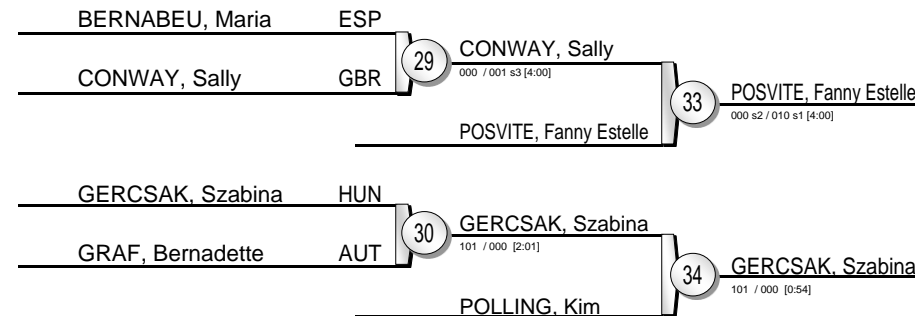 BERNABEU, Maria ESP
29
CONWAY, Sally
000 / 001 s3 [4:00]
CONWAY, Sally GBR
33
POSVITE, Fanny Estelle
000 s2 / 010 s1 [4:00]
POSVITE, Fanny Estelle
GERCSAK, Szabina HUN
30
GERCSAK, Szabina
101 / 000 [2:01]
GRAF, Bernadette AUT
34
GERCSAK, Szabina
101 / 000 [0:54]
POLLING, Kim